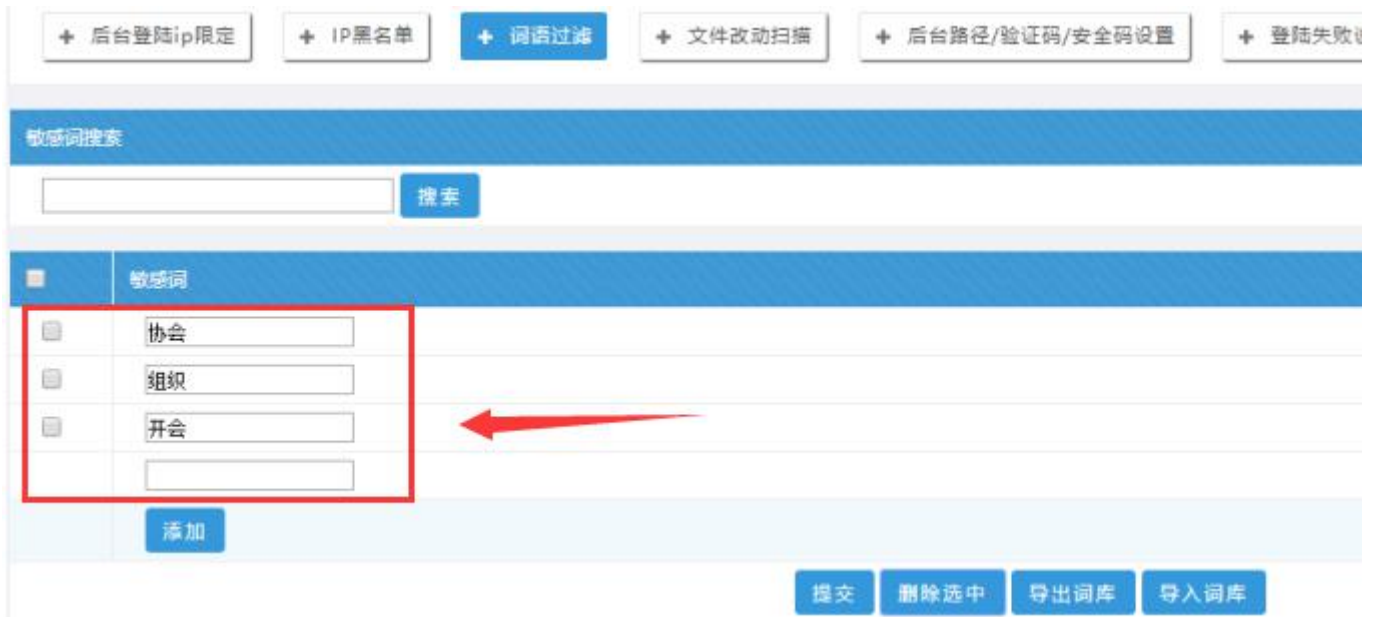 + 后台登陆ip限定 + IP黑名单 + 词语过滤 + 文件改动扫描 + 后台路径/验证码/安全码设置 + 登陆失败
敏感词搜索
搜索
敏感词
协会
组织
开会
添加
提交 删除选中 导出词库 导入词库